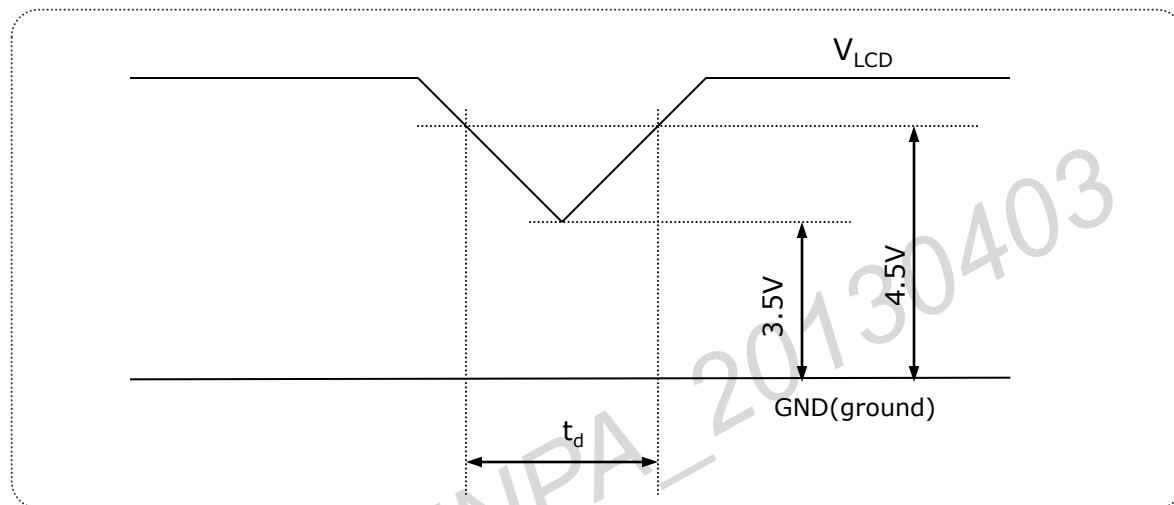 V_LCD
4.5V
3.5V
GND(ground)
t_d
NPA_20130403